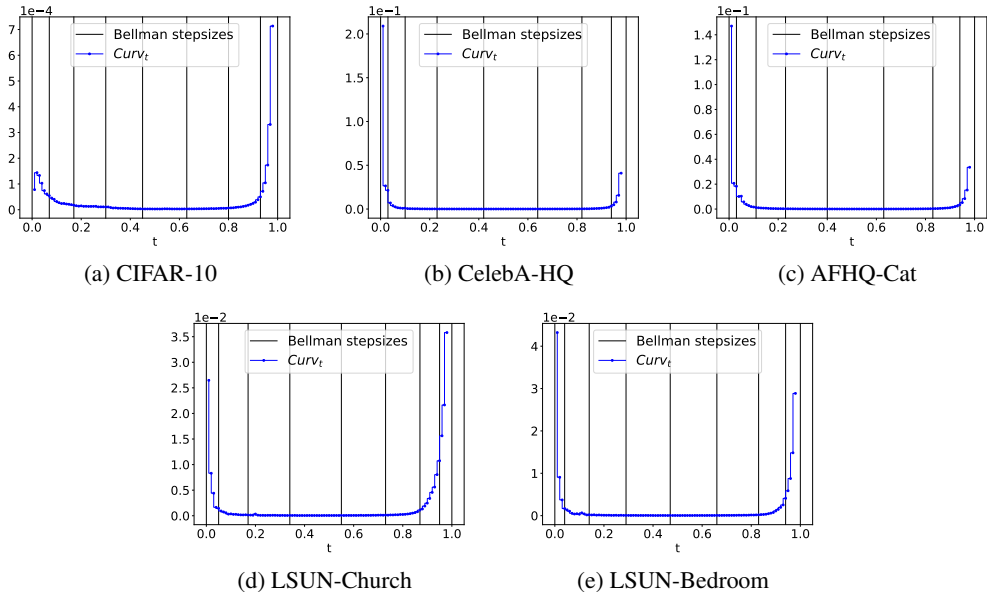 1e−4
7
6
5
4
3
2
1
0
Bellman stepsizes
Curv_t
0.0 0.2 0.4 0.6 0.8 1.0
t
(a) CIFAR-10
1e−1
2.0
1.5
1.0
0.5
0.0
Bellman stepsizes
Curv_t
0.0 0.2 0.4 0.6 0.8 1.0
t
(b) CelebA-HQ
1e−1
1.4
1.2
1.0
0.8
0.6
0.4
0.2
0.0
Bellman stepsizes
Curv_t
0.0 0.2 0.4 0.6 0.8 1.0
t
(c) AFHQ-Cat
1e−2
3.5
3.0
2.5
2.0
1.5
1.0
0.5
0.0
Bellman stepsizes
Curv_t
0.0 0.2 0.4 0.6 0.8 1.0
t
(d) LSUN-Church
1e−2
4
3
2
1
0
Bellman stepsizes
Curv_t
0.0 0.2 0.4 0.6 0.8 1.0
t
(e) LSUN-Bedroom